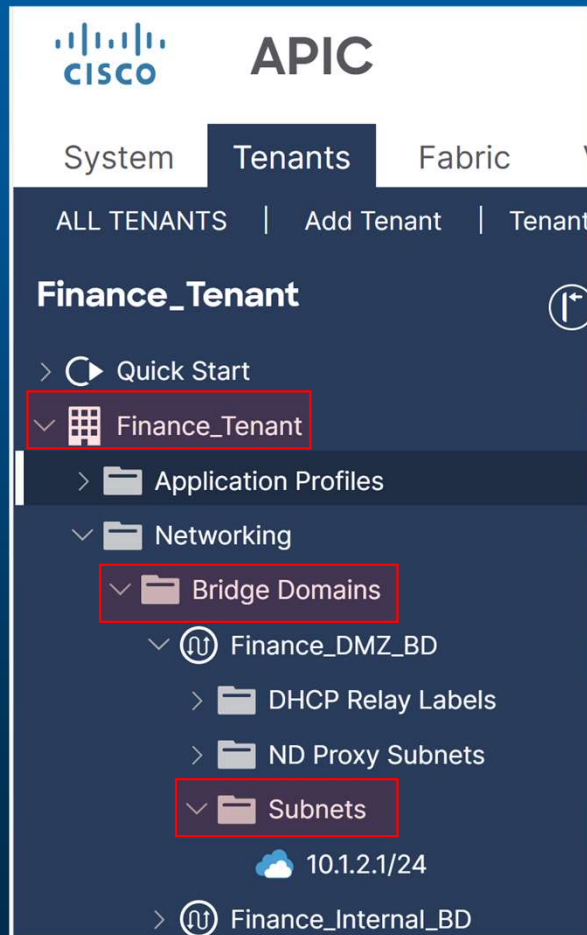 CISCO APIC
System Tenants Fabric
ALL TENANTS | Add Tenant | Tenant
Finance_Tenant
Quick Start
Finance_Tenant
Application Profiles
Networking
Bridge Domains
Finance_DMZ_BD
DHCP Relay Labels
ND Proxy Subnets
Subnets
10.1.2.1/24
Finance_Internal_BD